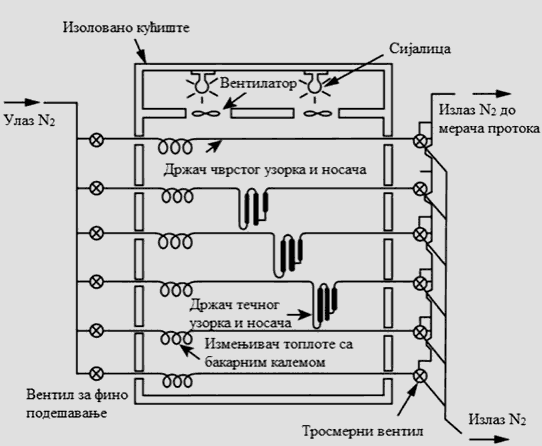 Изоловано кућиште
Сијалица
Вентилатор
Улаз N2
Излаз N2 до
мерача протока
Држач чврстог узорка и носача
Држач течног
узорка и носача
Измењивач топлоте са
бакарним калемом
Вентил за фино
подешавање
Тросмерни вентил
Излаз N2